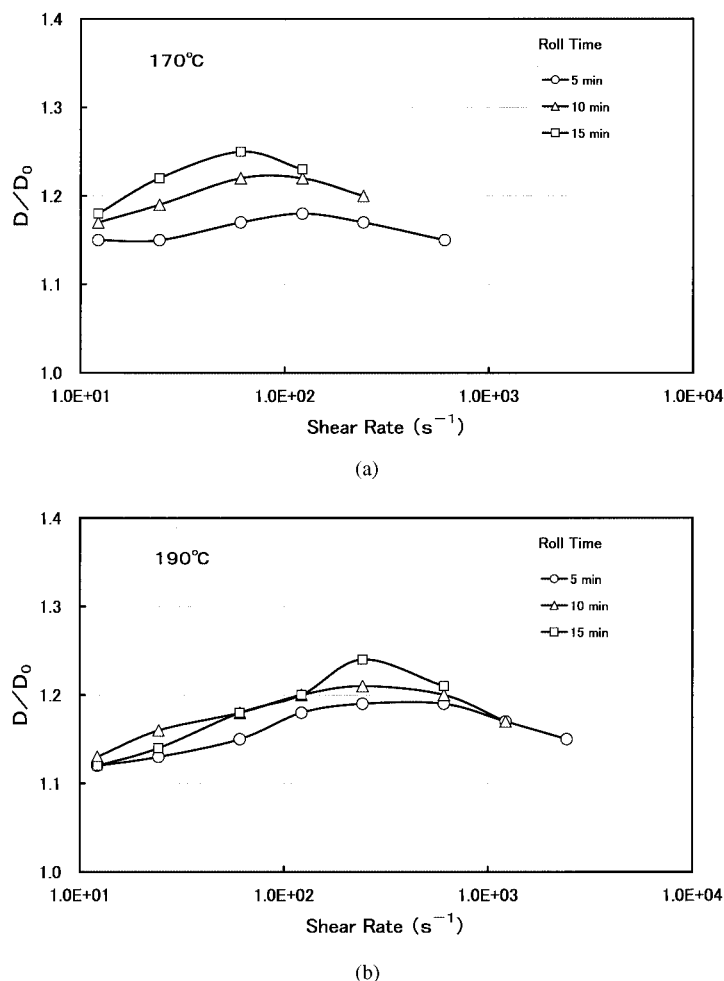 1.4
170℃
Roll Time
5 min
10 min
15 min
1.3
1.2
1.1
1.0
D/D₀
1.0E+01
1.0E+02
1.0E+03
1.0E+04
Shear Rate (s⁻¹)
(a)
1.4
190℃
Roll Time
5 min
10 min
15 min
1.3
1.2
1.1
1.0
D/D₀
1.0E+01
1.0E+02
1.0E+03
1.0E+04
Shear Rate (s⁻¹)
(b)